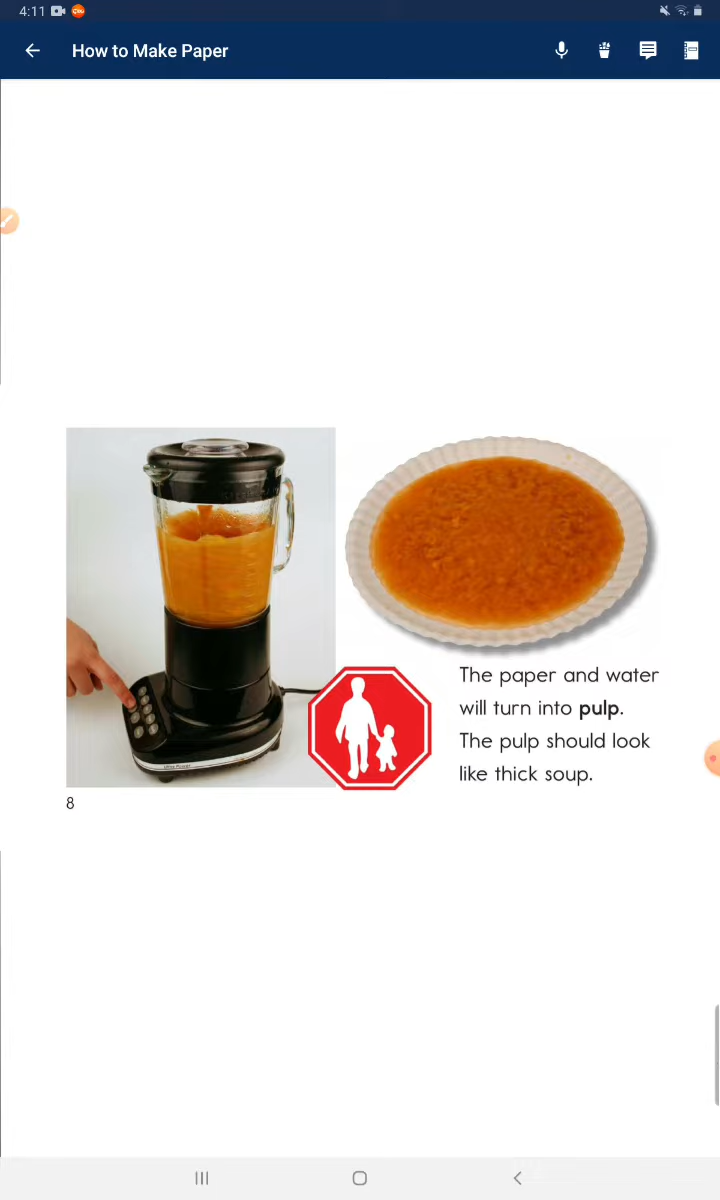 4:11
How to Make Paper
The paper and water
will turn into pulp.
The pulp should look
like thick soup.
8